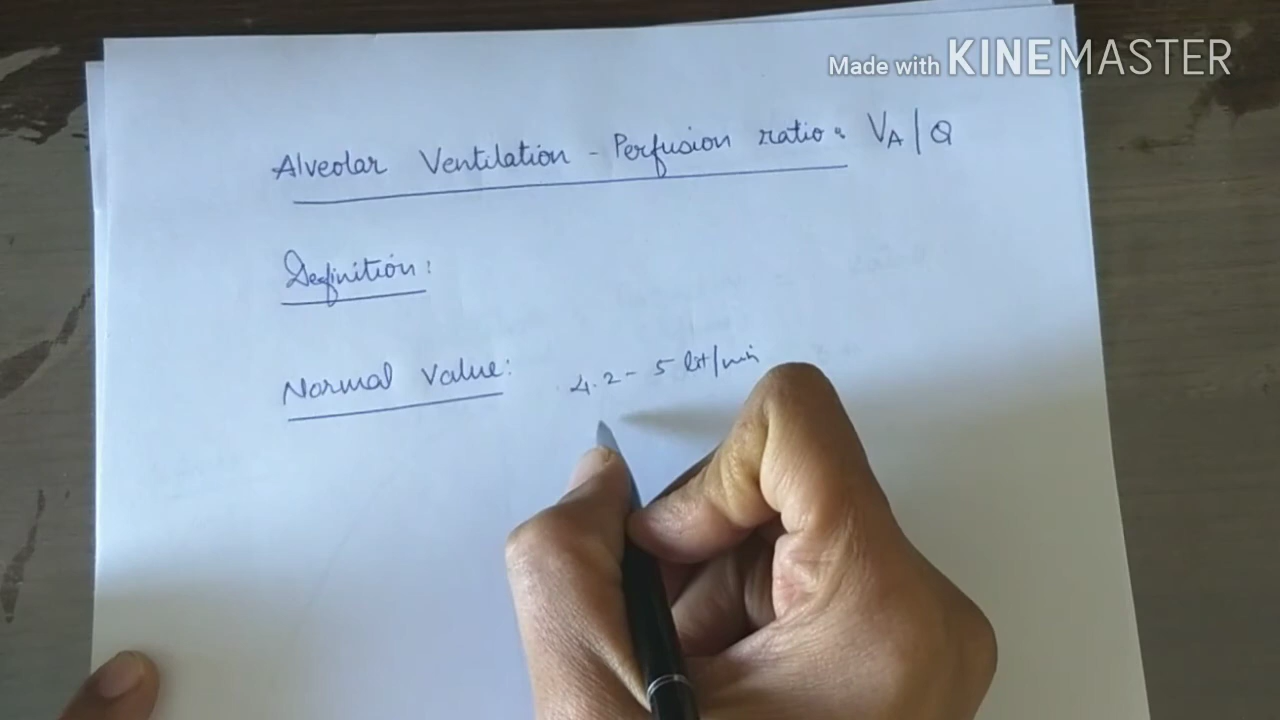 Made with KINEMASTER
Alveolar Ventilation - Perfusion ratio: VA/Q
Definition:
Normal Value: 4.2 - 5 lit/min